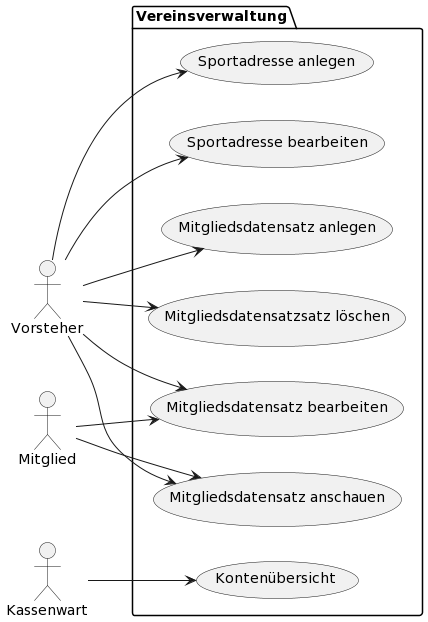 Vereinsverwaltung
Sportadresse anlegen
Sportadresse bearbeiten
Mitgliedsdatensatz anlegen
Mitgliedsdatensatzsatz löschen
Vorsteher
Mitgliedsdatensatz bearbeiten
Mitglied
Mitgliedsdatensatz anschauen
Kontenübersicht
Kassenwart